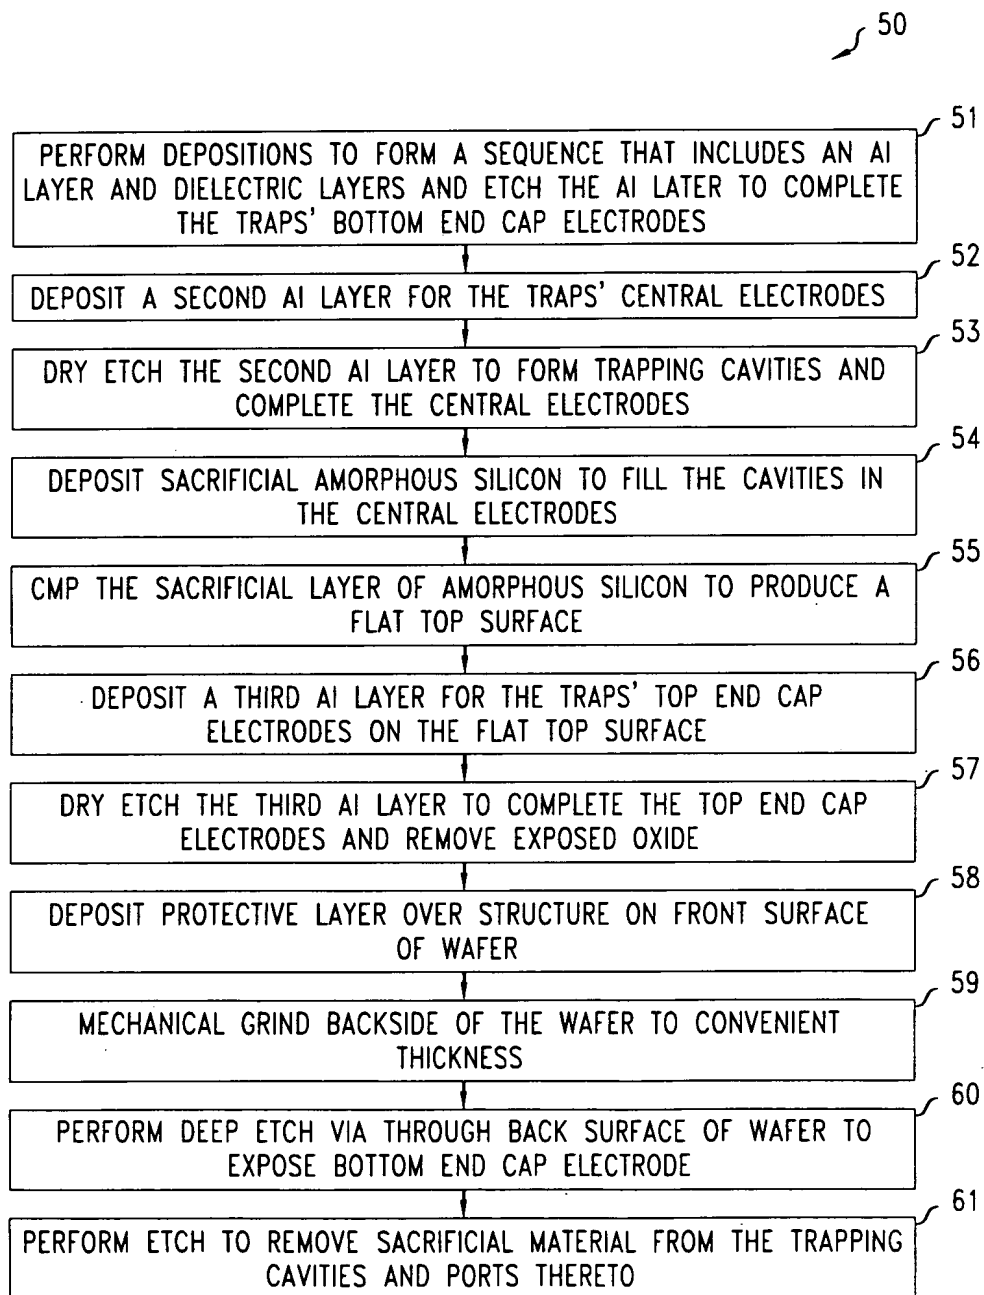 50
51
PERFORM DEPOSITIONS TO FORM A SEQUENCE THAT INCLUDES AN Al
LAYER AND DIELECTRIC LAYERS AND ETCH THE Al LATER TO COMPLETE
THE TRAPS' BOTTOM END CAP ELECTRODES
52
DEPOSIT A SECOND Al LAYER FOR THE TRAPS' CENTRAL ELECTRODES
53
DRY ETCH THE SECOND Al LAYER TO FORM TRAPPING CAVITIES AND
COMPLETE THE CENTRAL ELECTRODES
54
DEPOSIT SACRIFICIAL AMORPHOUS SILICON TO FILL THE CAVITIES IN
THE CENTRAL ELECTRODES
55
CMP THE SACRIFICIAL LAYER OF AMORPHOUS SILICON TO PRODUCE A
FLAT TOP SURFACE
56
DEPOSIT A THIRD Al LAYER FOR THE TRAPS' TOP END CAP
ELECTRODES ON THE FLAT TOP SURFACE
57
DRY ETCH THE THIRD Al LAYER TO COMPLETE THE TOP END CAP
ELECTRODES AND REMOVE EXPOSED OXIDE
58
DEPOSIT PROTECTIVE LAYER OVER STRUCTURE ON FRONT SURFACE
OF WAFER
59
MECHANICAL GRIND BACKSIDE OF THE WAFER TO CONVENIENT
THICKNESS
60
PERFORM DEEP ETCH VIA THROUGH BACK SURFACE OF WAFER TO
EXPOSE BOTTOM END CAP ELECTRODE
61
PERFORM ETCH TO REMOVE SACRIFICIAL MATERIAL FROM THE TRAPPING
CAVITIES AND PORTS THERETO